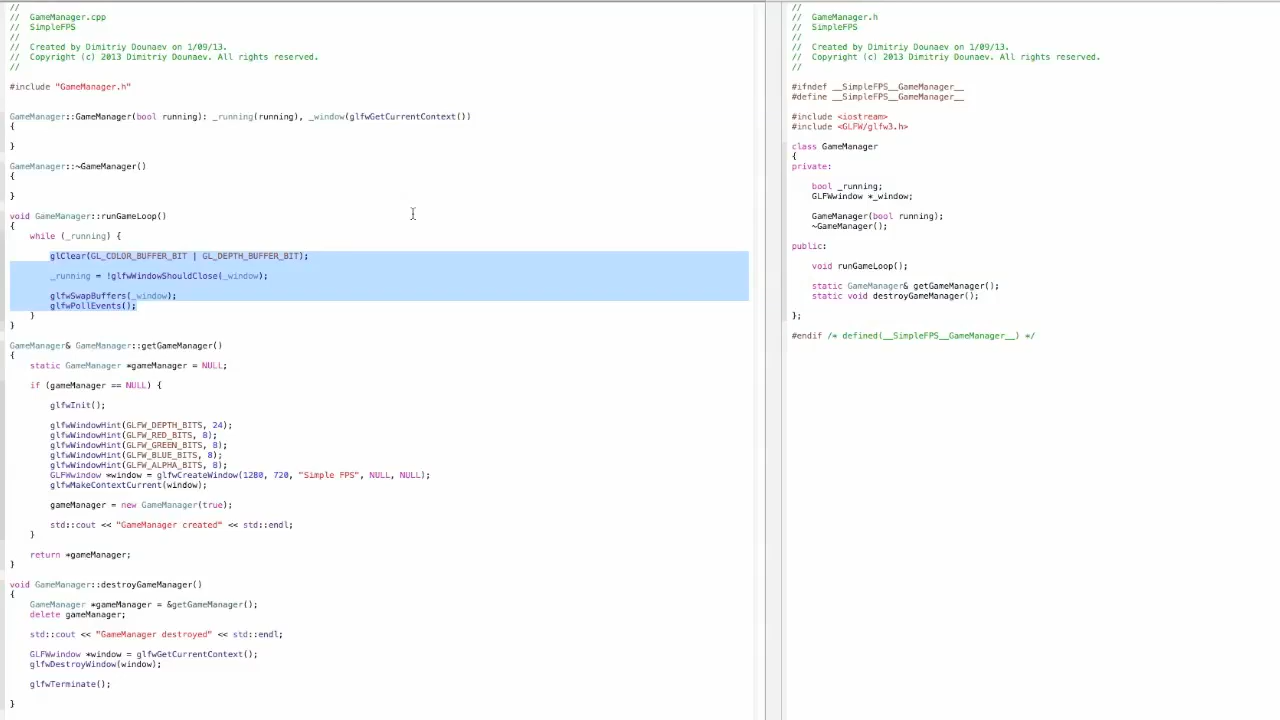 //
//  GameManager.cpp
//  SimpleFPS
//
//  Created by Dimitriy Dounaev on 1/09/13.
//  Copyright (c) 2013 Dimitriy Dounaev. All rights reserved.
//
#include "GameManager.h"
GameManager::GameManager(bool running): _running(running), _window(glfwGetCurrentContext())
{
}
GameManager::~GameManager()
{
}
void GameManager::runGameLoop()
{
    while (_running) {
        glClear(GL_COLOR_BUFFER_BIT | GL_DEPTH_BUFFER_BIT);
        _running = !glfwWindowShouldClose(_window);
        glfwSwapBuffers(_window);
        glfwPollEvents();
    }
}
GameManager& GameManager::getGameManager()
{
    static GameManager *gameManager = NULL;
    if (gameManager == NULL) {
        glfwInit();
        glfwWindowHint(GLFW_DEPTH_BITS, 24);
        glfwWindowHint(GLFW_RED_BITS, 8);
        glfwWindowHint(GLFW_GREEN_BITS, 8);
        glfwWindowHint(GLFW_BLUE_BITS, 8);
        glfwWindowHint(GLFW_ALPHA_BITS, 8);
        GLFWwindow *window = glfwCreateWindow(1280, 720, "Simple FPS", NULL, NULL);
        glfwMakeContextCurrent(window);
        gameManager = new GameManager(true);
        std::cout << "GameManager created" << std::endl;
    }
    return *gameManager;
}
void GameManager::destroyGameManager()
{
    GameManager *gameManager = &getGameManager();
    delete gameManager;
    std::cout << "GameManager destroyed" << std::endl;
    GLFWwindow *window = glfwGetCurrentContext();
    glfwDestroyWindow(window);
    glfwTerminate();
}
//
//  GameManager.h
//  SimpleFPS
//
//  Created by Dimitriy Dounaev on 1/09/13.
//  Copyright (c) 2013 Dimitriy Dounaev. All rights reserved.
//
#ifndef __SimpleFPS__GameManager__
#define __SimpleFPS__GameManager__
#include <iostream>
#include <GLFW/glfw3.h>
class GameManager
{
private:
    bool _running;
    GLFWwindow *_window;
    GameManager(bool running);
    ~GameManager();
public:
    void runGameLoop();
    static GameManager& getGameManager();
    static void destroyGameManager();
};
#endif /* defined(__SimpleFPS__GameManager__) */